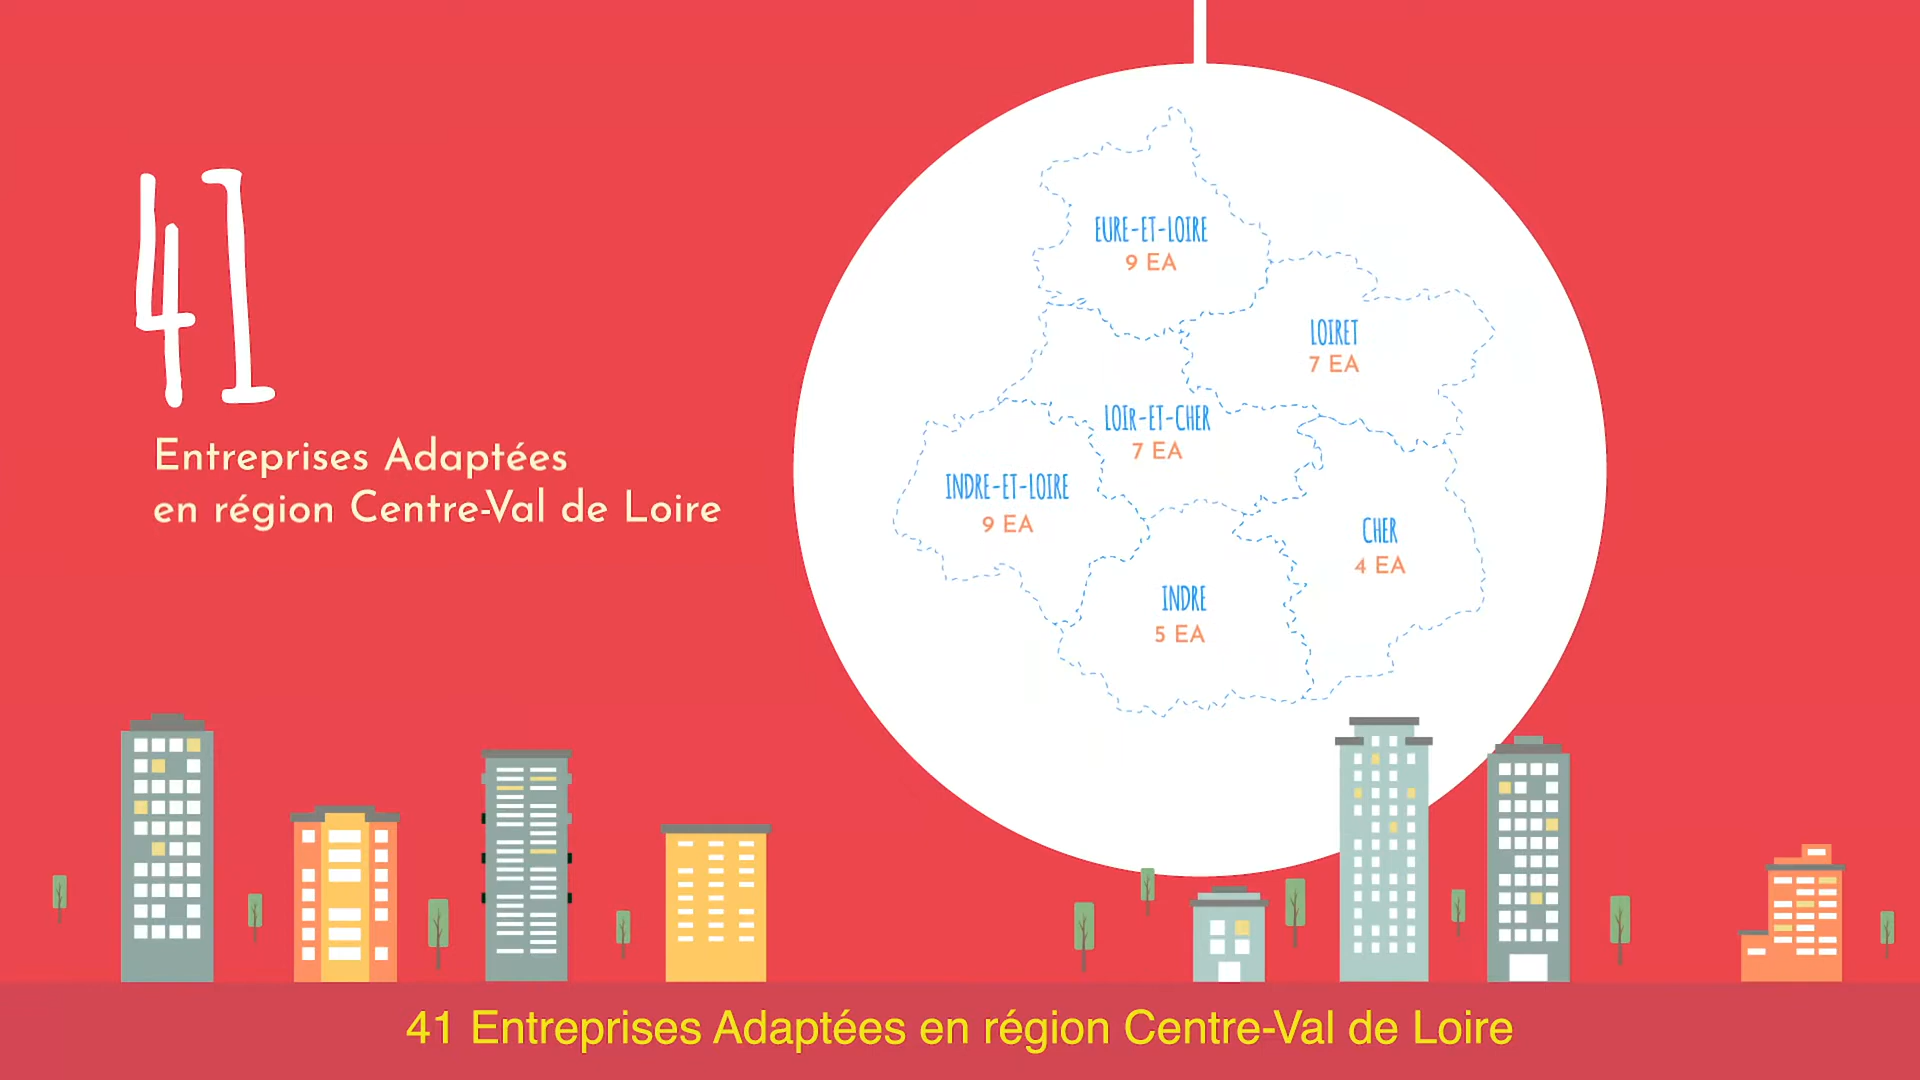 41
Entreprises Adaptées
en région Centre-Val de Loire
EURE-ET-LOIRE
9 EA
LOIRET
7 EA
LOIR-ET-CHER
7 EA
INDRE-ET-LOIRE
9 EA
CHER
4 EA
INDRE
5 EA
41 Entreprises Adaptées en région Centre-Val de Loire